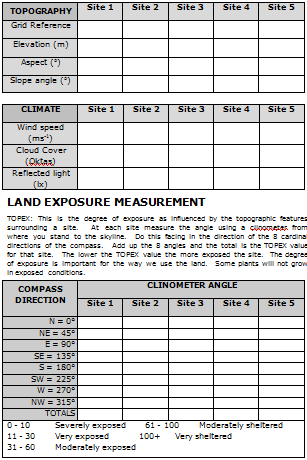 TOPOGRAPHY Site 1 Site 2 Site 3 Site 4 Site 5
Grid Reference
Elevation (m)
Aspect (°)
Slope angle (°)
CLIMATE Site 1 Site 2 Site 3 Site 4 Site 5
Wind speed
(ms-1)
Cloud Cover
(Oktas)
Reflected light
(lx)
LAND EXPOSURE MEASUREMENT
TOPEX: This is the degree of exposure as influenced by the topographic features
surrounding a site. At each site measure the angle using a clinometer from
where you stand to the skyline. Do this facing in the direction of the 8 cardinal
directions of the compass. Add up the 8 angles and the total is the TOPEX value
for that site. The lower the TOPEX value the more exposed the site. The degree
of exposure is important for the way we use the land. Some plants will not grow
in exposed conditions.
COMPASS DIRECTION CLINOMETER ANGLE
Site 1 Site 2 Site 3 Site 4 Site 5
N = 0°
NE = 45°
E = 90°
SE = 135°
S = 180°
SW = 225°
W = 270°
NW = 315°
TOTALS
0 - 10 Severely exposed 61 - 100 Moderately sheltered
11 - 30 Very exposed 100+ Very sheltered
31 - 60 Moderately exposed